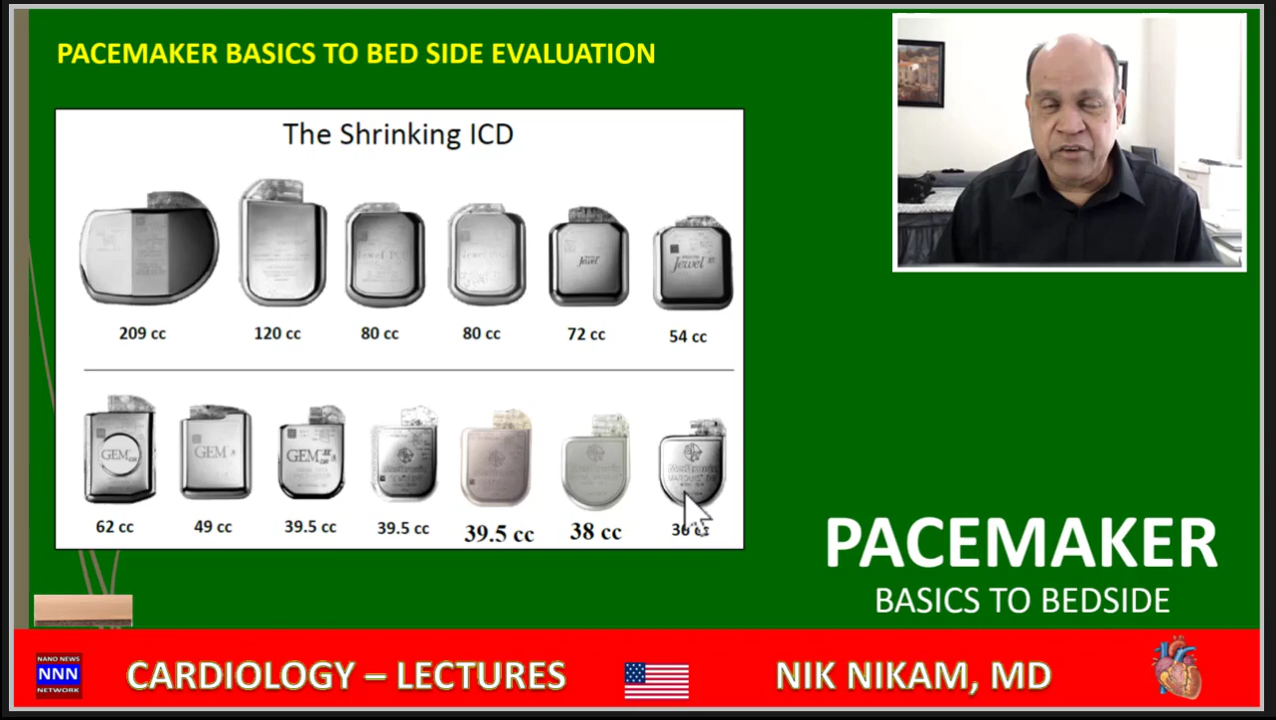 PACEMAKER BASICS TO BED SIDE EVALUATION
The Shrinking ICD
Jewel
Jewel
209 cc
120 cc
80 cc
80 cc
72 cc
54 cc
GEM
GEM
GEM
62 cc
49 cc
39.5 cc
39.5 cc
39.5 cc
38 cc
PACEMAKER
BASICS TO BEDSIDE
NANO NEWS
NNN
NETWORK
CARDIOLOGY – LECTURES
NIK NIKAM, MD